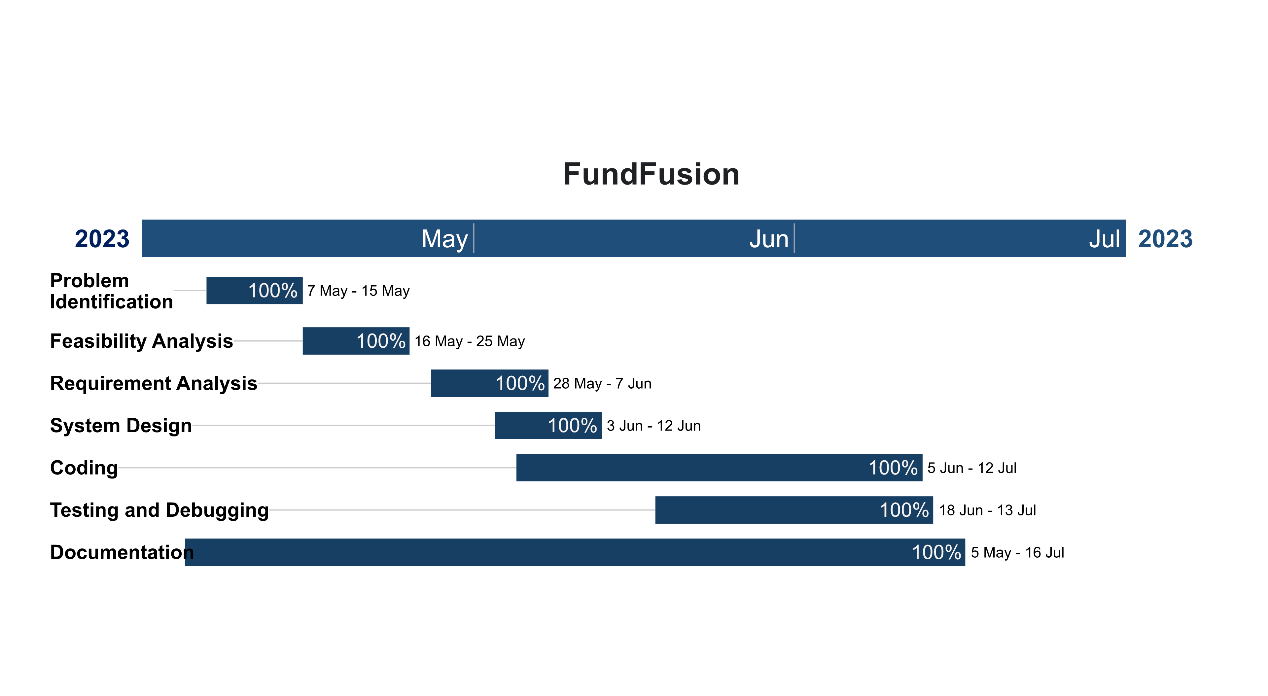 FundFusion
2023 May Jun Jul 2023
Problem
Identification 100% 7 May - 15 May
Feasibility Analysis 100% 16 May - 25 May
Requirement Analysis 100% 28 May - 7 Jun
System Design 100% 3 Jun - 12 Jun
Coding 100% 5 Jun - 12 Jul
Testing and Debugging 100% 18 Jun - 13 Jul
Documentation 100% 5 May - 16 Jul